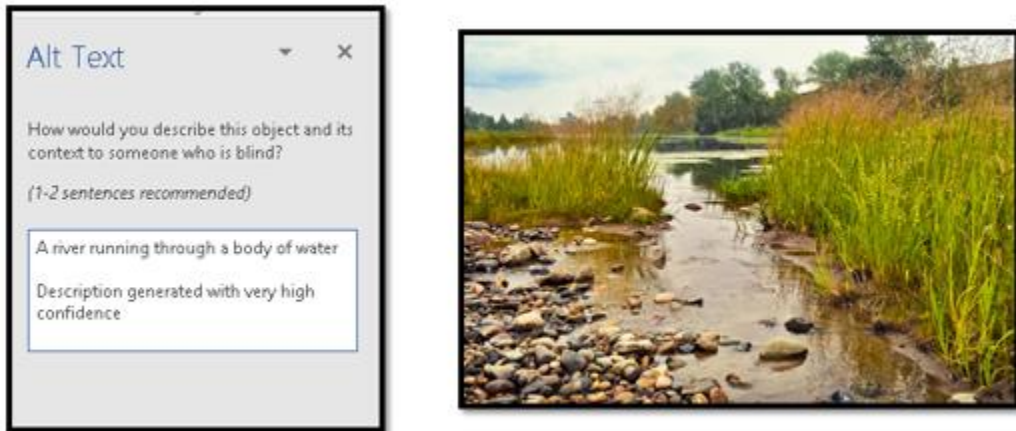 Alt Text
How would you describe this object and its
context to someone who is blind?
(1-2 sentences recommended)
A river running through a body of water
Description generated with very high
confidence